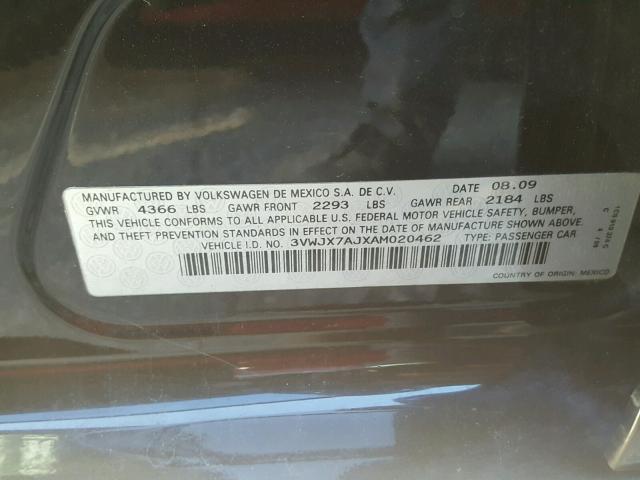 MANUFACTURED BY VOLKSWAGEN DE MEXICO S.A. DE C.V. DATE 08.09
GVWR 4366 LBS GAWR FRONT 2293 LBS GAWR REAR 2184 LBS
THIS VEHICLE CONFORMS TO ALL APPLICABLE U.S. FEDERAL MOTOR VEHICLE SAFETY, BUMPER,
AND THEFT PREVENTION STANDARDS IN EFFECT ON THE DATE OF MANUFACTURE SHOWN ABOVE.
VEHICLE I.D. NO. 3VWJX7AJXAM020462 TYPE: PASSENGER CAR
COUNTRY OF ORIGIN: MEXICO